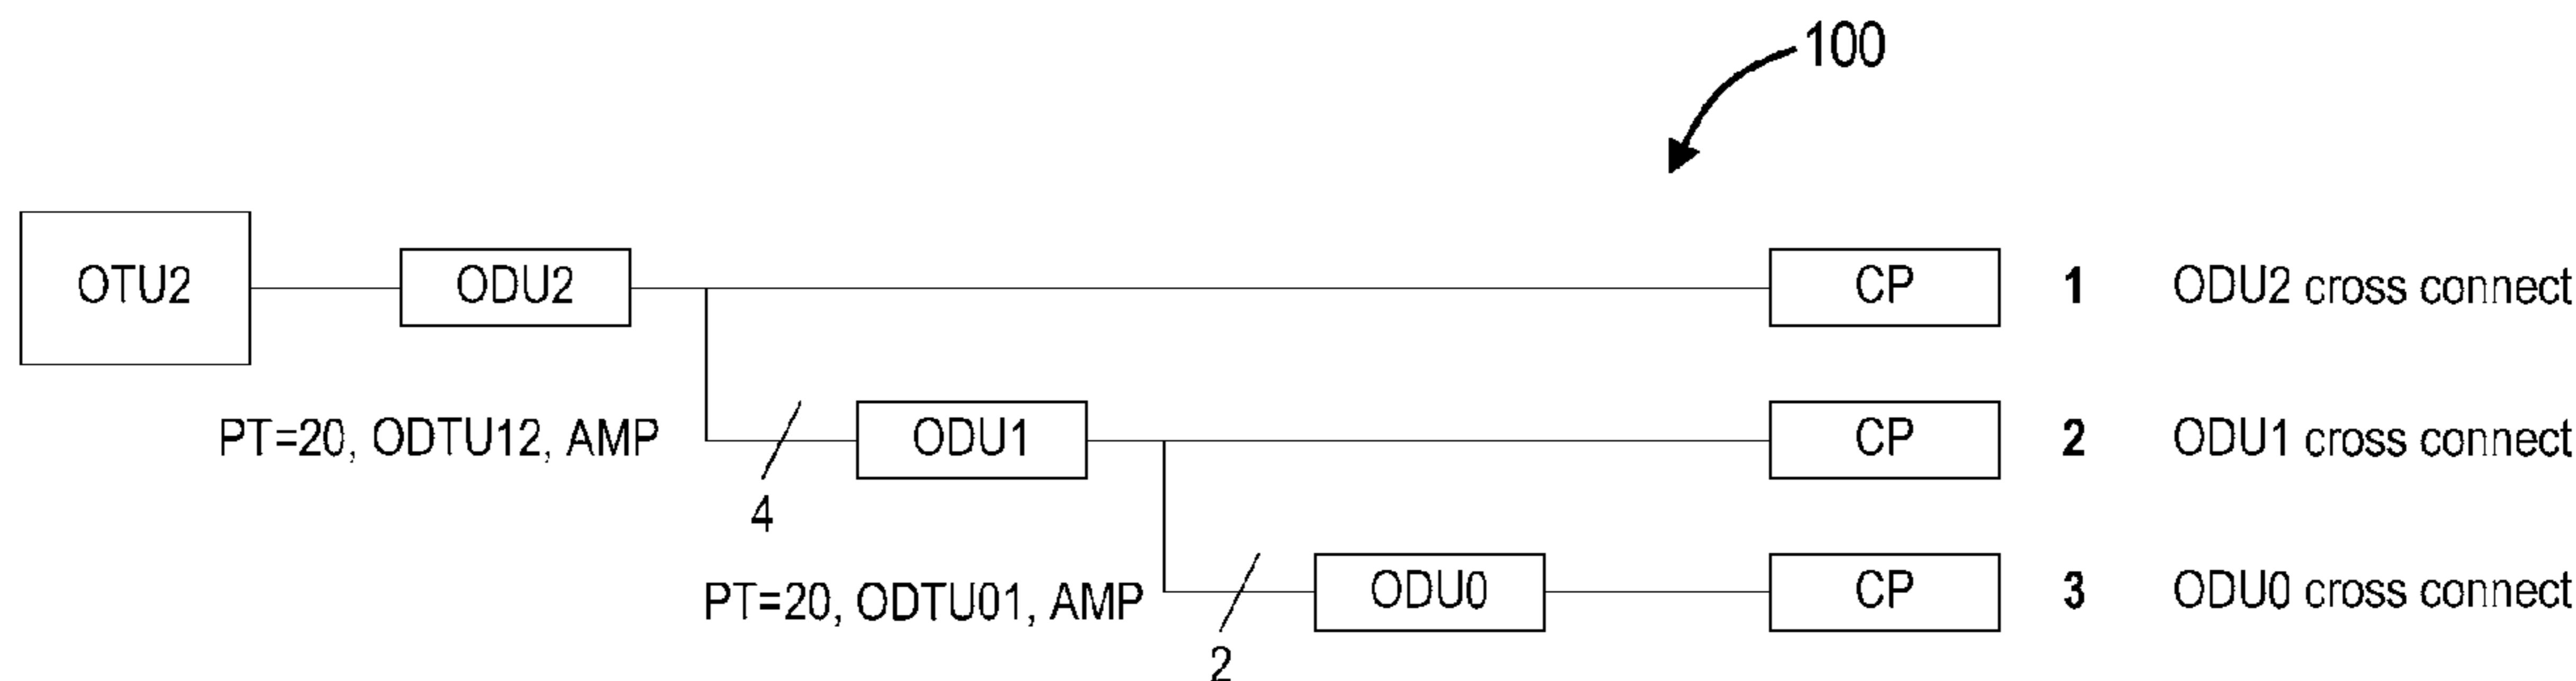 100
OTU2 ODU2 CP 1 ODU2 cross connect
PT=20, ODTU12, AMP ODU1 CP 2 ODU1 cross connect
4
PT=20, ODTU01, AMP ODU0 CP 3 ODU0 cross connect
2